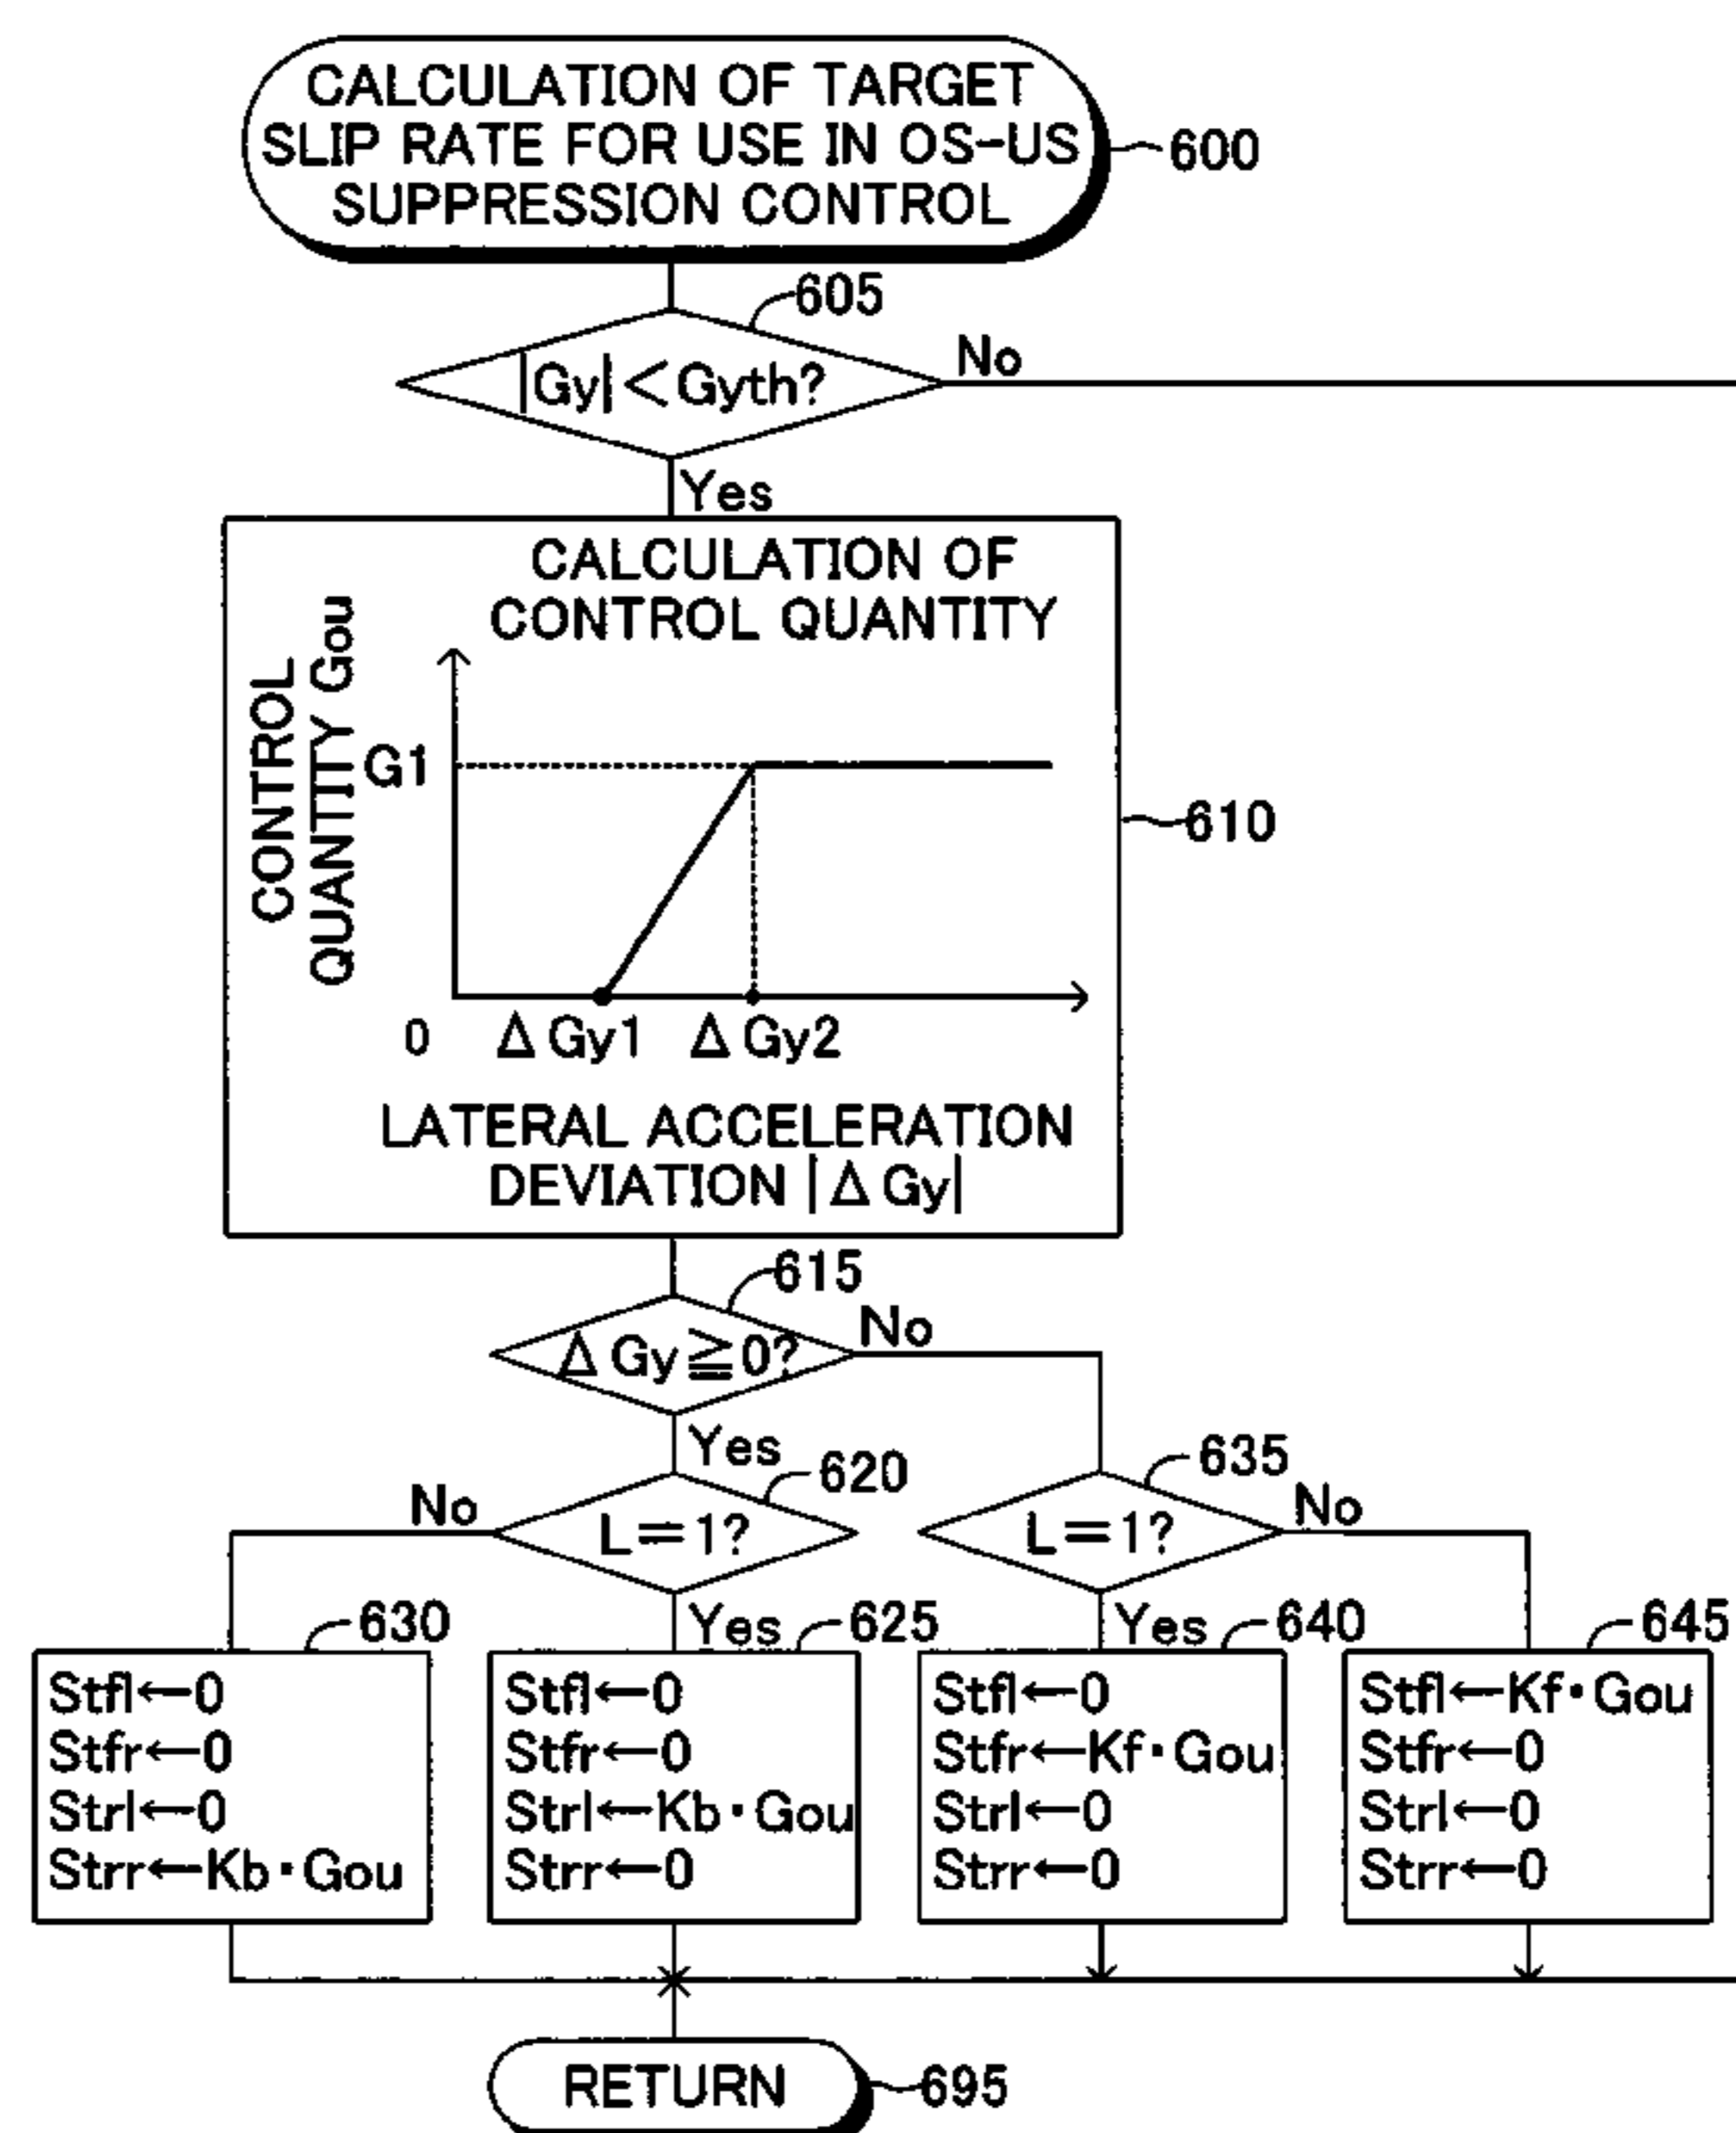 CALCULATION OF TARGET
SLIP RATE FOR USE IN OS-US
SUPPRESSION CONTROL
600
605
|Gy|<Gyth?
No
Yes
CALCULATION OF
CONTROL QUANTITY
CONTROL
QUANTITY Gou
G1
610
0
ΔGy1
ΔGy2
LATERAL ACCELERATION
DEVIATION |ΔGy|
615
ΔGy≧0?
No
Yes
620
635
No
L=1?
L=1?
No
630
Yes
625
Yes
640
645
Stfl←0
Stfr←0
Strl←0
Strr←Kb·Gou
Stfl←0
Stfr←0
Strl←Kb·Gou
Strr←0
Stfl←0
Stfr←Kf·Gou
Strl←0
Strr←0
Stfl←Kf·Gou
Stfr←0
Strl←0
Strr←0
RETURN
695